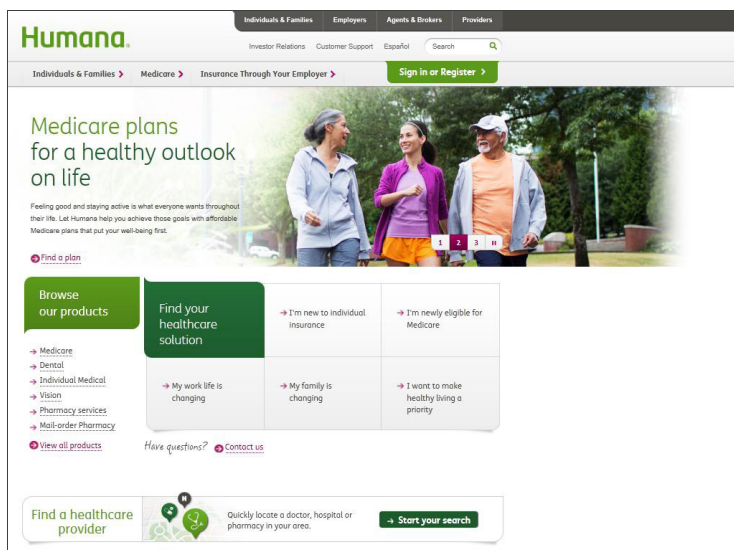 Individuals & Families Employers Agents & Brokers Providers
Humana.
Investor Relations Customer Support Español Search
Individuals & Families Medicare Insurance Through Your Employer Sign in or Register
Medicare plans
for a healthy outlook
on life
Feeling good and staying active is what everyone wants throughout
their life. Let Humana help you achieve those goals with affordable
Medicare plans that put your well-being first.
1 2 3
Find a plan
Browse
our products
Medicare
Dental
Individual Medical
Vision
Pharmacy services
Mail-order Pharmacy
View all products
Find your
healthcare
solution
I'm new to individual
insurance
I'm newly eligible for
Medicare
My work life is
changing
My family is
changing
I want to make
healthy living a
priority
Have questions? Contact us
Find a healthcare
provider
H
Quickly locate a doctor, hospital or
pharmacy in your area.
Start your search